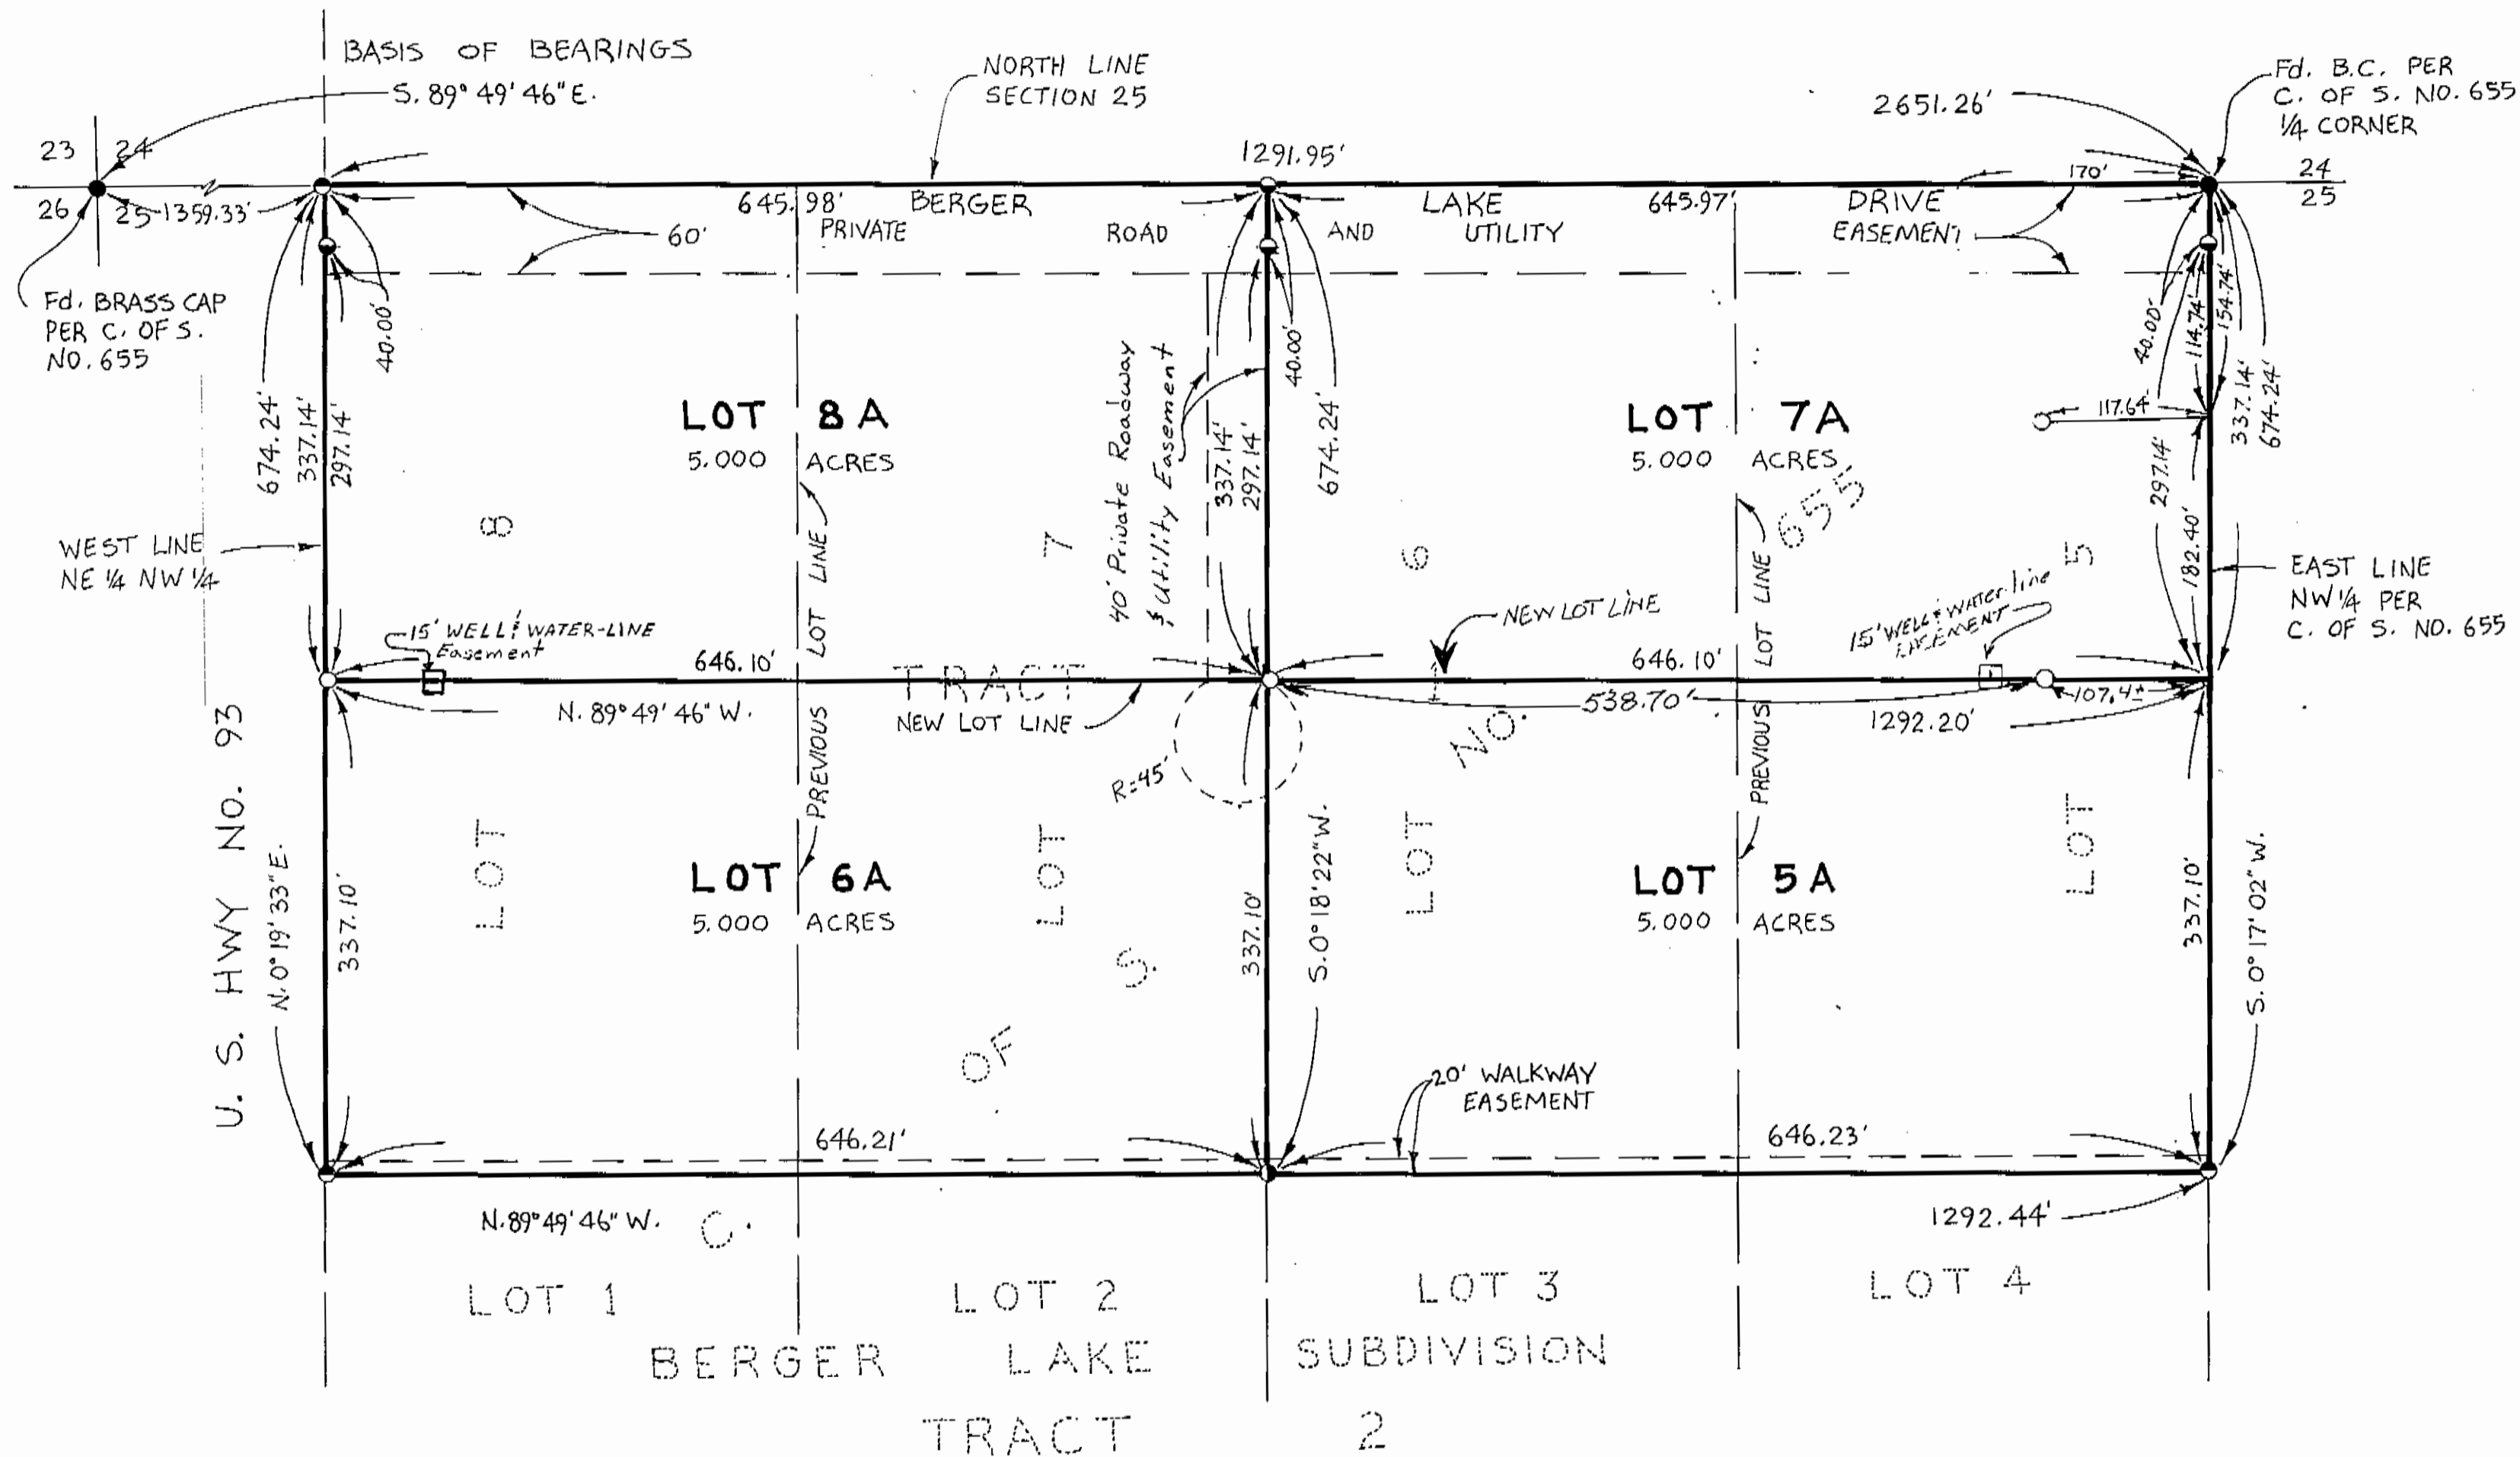 BASIS OF BEARINGS
S. 89° 49' 46" E.
NORTH LINE
SECTION 25
2651.26'
Fd. B.C. PER
C. OF S. NO. 655
1/4 CORNER
23 24
26 25
1359.33'
1291.95'
170'
24
25
645.98'
BERGER LAKE DRIVE
645.97'
PRIVATE ROAD AND UTILITY EASEMENT
60'
Fd. BRASS CAP
PER C. OF S.
NO. 655
674.24'
337.14'
297.14'
40.00'
40' Private Roadway
& Utility Easement
337.14'
297.14'
40.00'
674.24'
40.00'
114.74'
154.74'
337.14'
674.24'
LOT 8A
5.000 ACRES
LOT 7A
5.000 ACRES
117.64
297.14'
182.40'
WEST LINE
NE 1/4 NW 1/4
8
7
6
655
5
PREVIOUS LOT LINE
PREVIOUS LOT LINE
EAST LINE
NW 1/4 PER
C. OF S. NO. 655
15' WELL & WATER-LINE
Easement
646.10'
TRACT
1
NEW LOT LINE
646.10'
15' WELL & WATER-line
EASEMENT
N. 89° 49' 46" W.
NEW LOT LINE
538.70'
107.4±
1292.20'
R=45'
NO.
U. S. HWY NO. 93
N. 0° 19' 33" E.
337.10'
LOT
LOT
337.10'
S. 0° 18' 22" W.
LOT
LOT
337.10'
S. 0° 17' 02" W.
LOT 6A
5.000 ACRES
LOT 5A
5.000 ACRES
S.
OF
20' WALKWAY
EASEMENT
646.21'
646.23'
N. 89° 49' 46" W.
C.
1292.44'
LOT 1
LOT 2
LOT 3
LOT 4
BERGER LAKE SUBDIVISION
TRACT 2